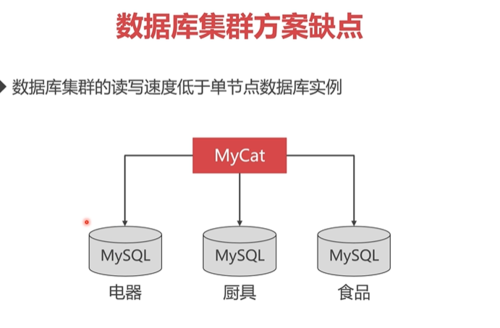 数据库集群方案缺点
数据库集群的读写速度低于单节点数据库实例
MyCat
MySQL MySQL MySQL
电器 厨具 食品